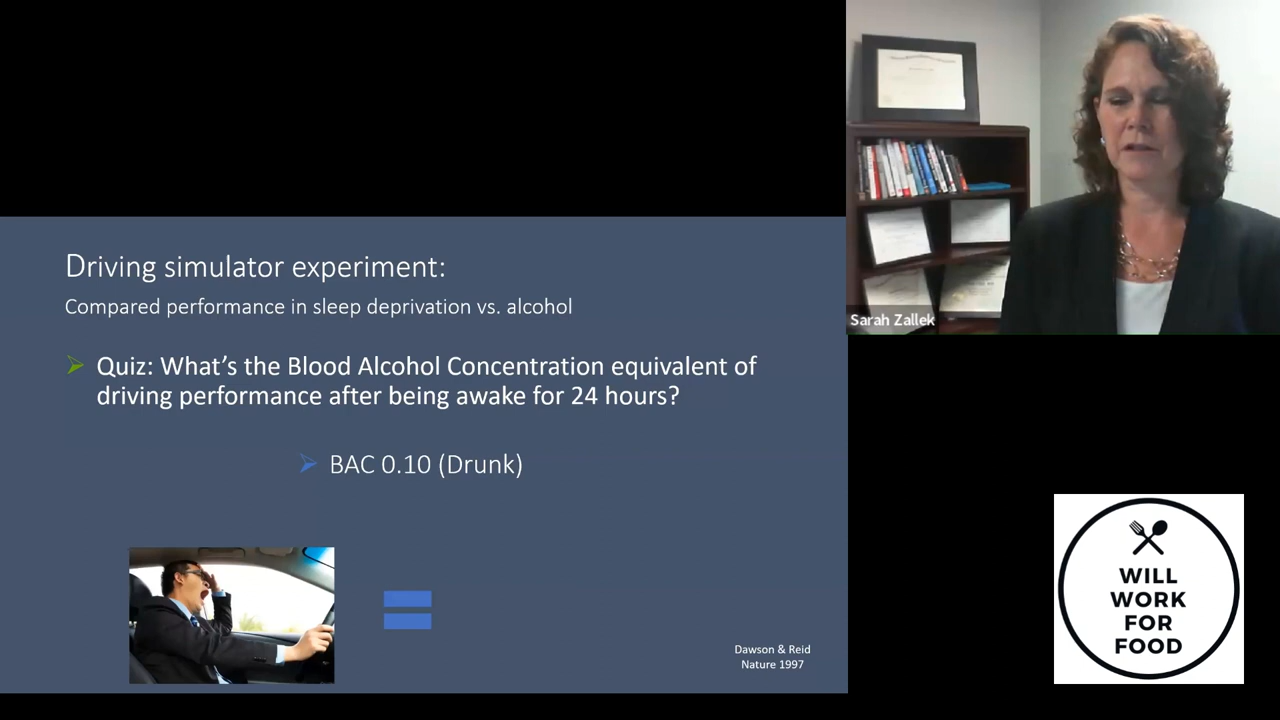 Driving simulator experiment:
Compared performance in sleep deprivation vs. alcohol
Quiz: What's the Blood Alcohol Concentration equivalent of
driving performance after being awake for 24 hours?
BAC 0.10 (Drunk)
Dawson & Reid
Nature 1997
Sarah Zallek
WILL
WORK
FOR
FOOD